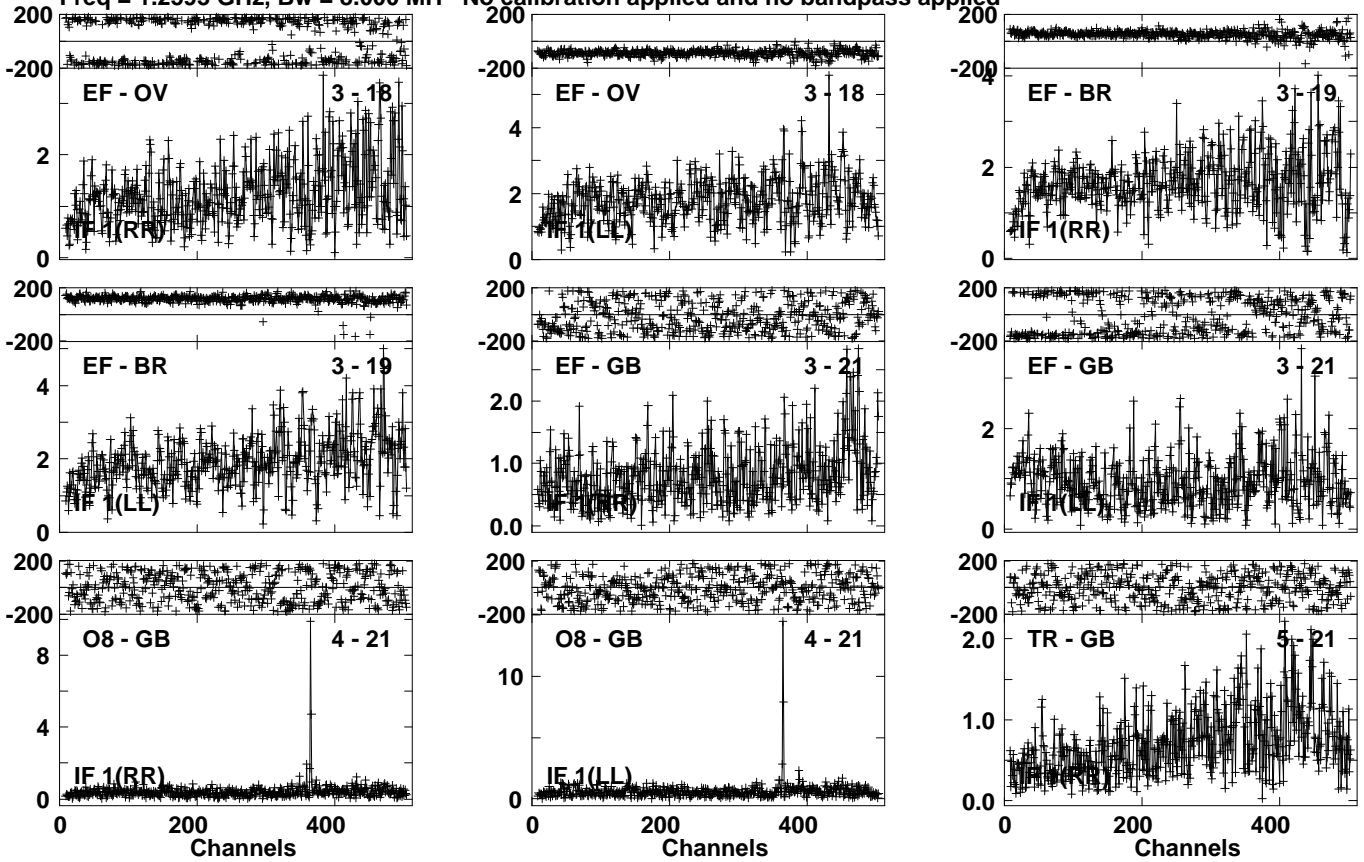 Freq = 1.2593 GHz, Bw = 8.000 MH No calibration applied and no bandpass applied
200
-200
EF - OV 3 - 18
2
IF 1(RR)
0
200
-200
EF - OV 3 - 18
4
2
IF 1(LL)
0
200
-200
4
EF - BR 3 - 19
2
IF 1(RR)
0
200
-200
EF - BR 3 - 19
4
2
IF 1(LL)
0
200
-200
EF - GB 3 - 21
2.0
1.0
IF 1(RR)
0.0
200
-200
EF - GB 3 - 21
2
IF 1(LL)
0
200
-200
O8 - GB 4 - 21
8
4
IF 1(RR)
0
0 200 400
Channels
200
-200
O8 - GB 4 - 21
10
IF 1(LL)
0
0 200 400
Channels
200
-200
2.0
TR - GB 5 - 21
1.0
IF 1(RR)
0.0
0 200 400
Channels